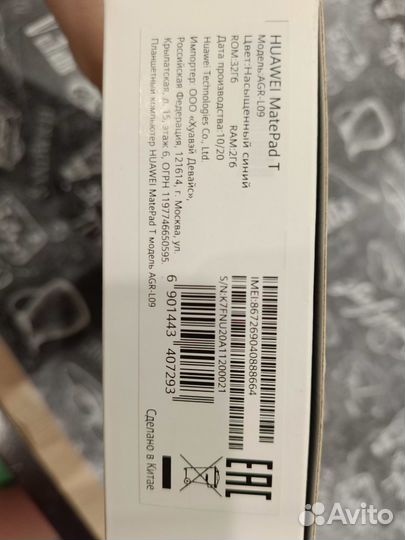 HUAWEI MatePad T
Модель:AGR-L09
Цвет:Насыщенный синий
ROM:32Гб RAM:2Гб
Дата производства:10/20
Huawei Technologies Co., Ltd.
Импортер: ООО «Хуавэй Девайс»,
Российская Федерация, 121614, г. Москва, ул.
Крылатская, д. 15, этаж 6, ОГРН 1197746650595.
Планшетный компьютер HUAWEI MatePad T модель AGR-L09
IMEI:867269040888664
S/N:K7FNU20A11200021
6 901443 407293
EAC
Сделано в Китае
Avito